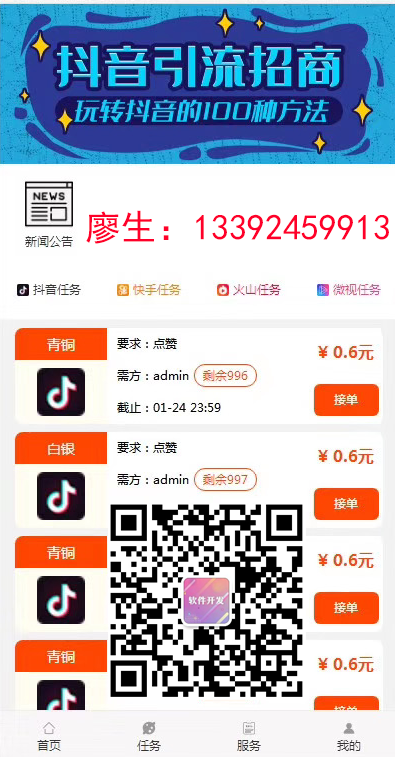 抖音引流招商
玩转抖音的100种方法
NEWS
新闻公告
廖生：13392459913
抖音任务 快手任务 火山任务 微视任务
青铜
要求：点赞
¥ 0.6元
需方：admin 剩余996
接单
截止：01-24 23:59
白银
要求：点赞
¥ 0.6元
需方：admin 剩余997
接单
青铜
¥ 0.6元
软件开发
接单
青铜
¥ 0.6元
接单
首页 任务 服务 我的